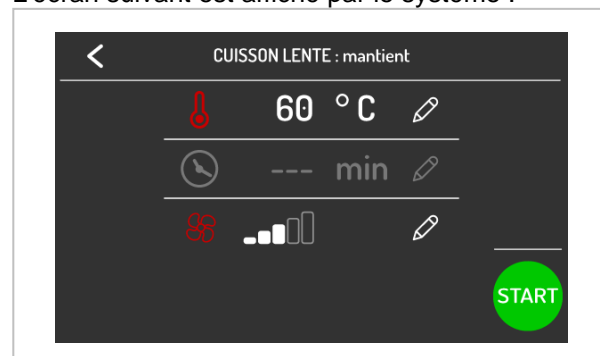 L'écran suivant est affiché par le système :
CUISSON LENTE : mantient
60 °C
--- min
START